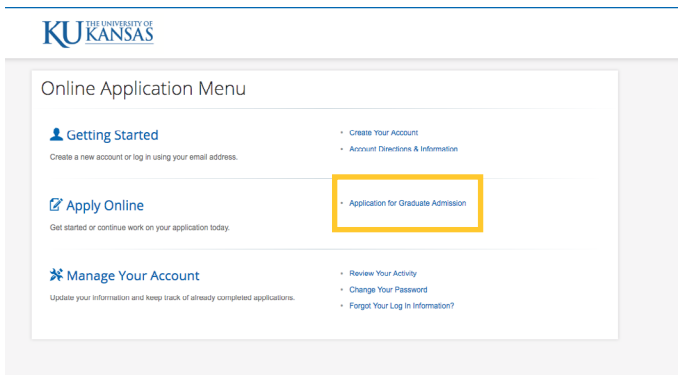 KU THE UNIVERSITY OF
KANSAS
Online Application Menu
Getting Started
Create a new account or log in using your email address.
• Create Your Account
• Account Directions & Information
Apply Online
Get started or continue work on your application today.
• Application for Graduate Admission
Manage Your Account
Update your information and keep track of already completed applications.
• Review Your Activity
• Change Your Password
• Forgot Your Log In Information?